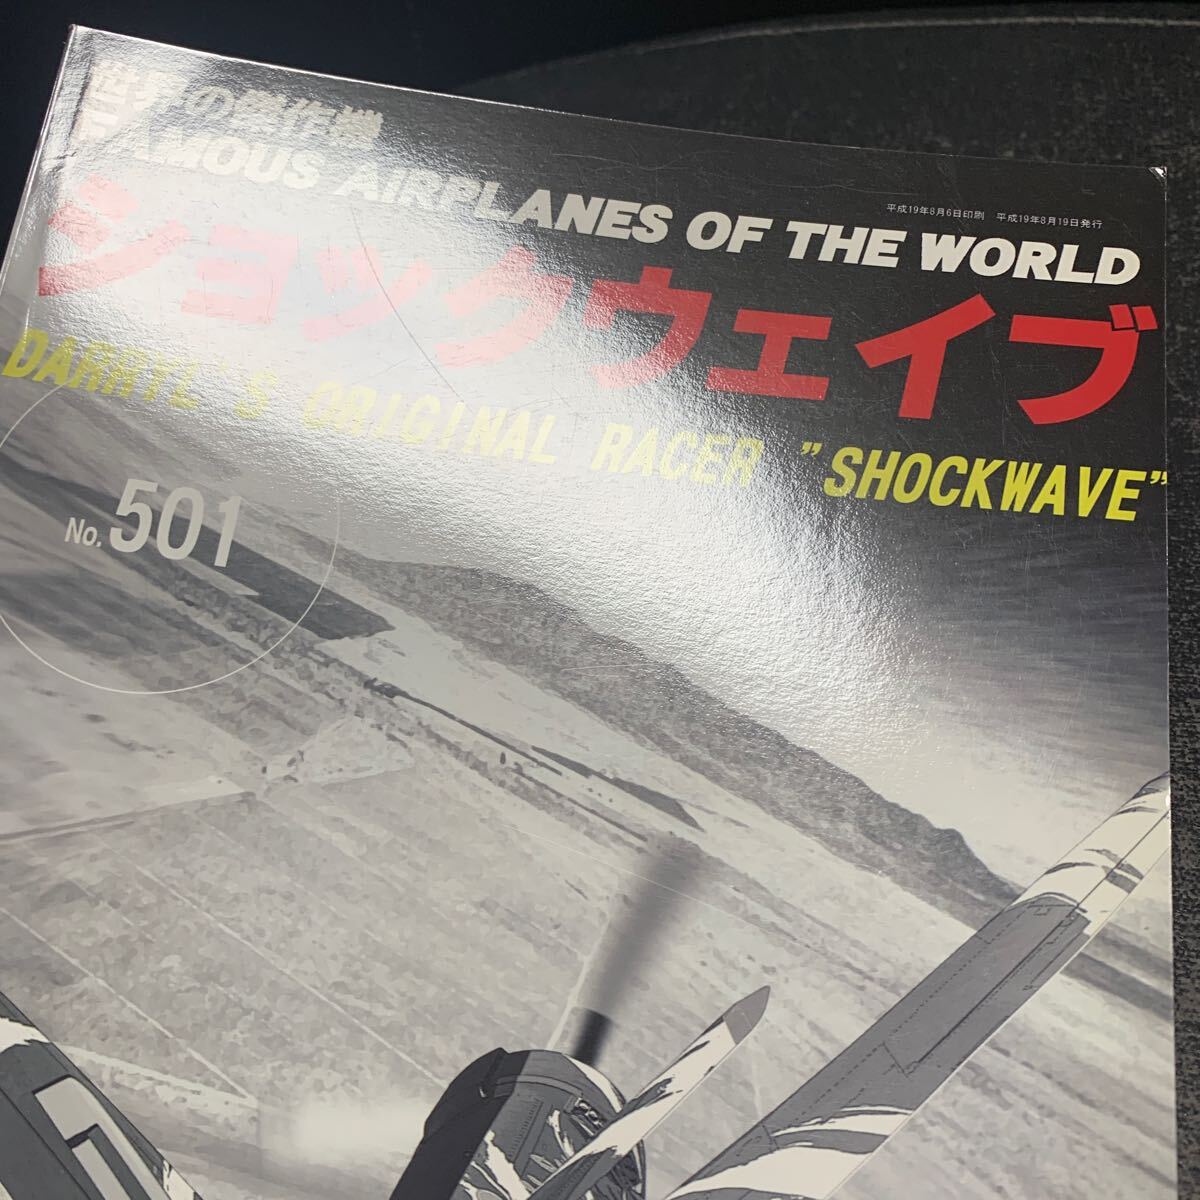 世界の傑作機
FAMOUS AIRPLANES OF THE WORLD
平成19年8月6日印刷 平成19年8月19日発行
ショックウェイブ
DARRYL'S ORIGINAL RACER "SHOCKWAVE"
No. 501